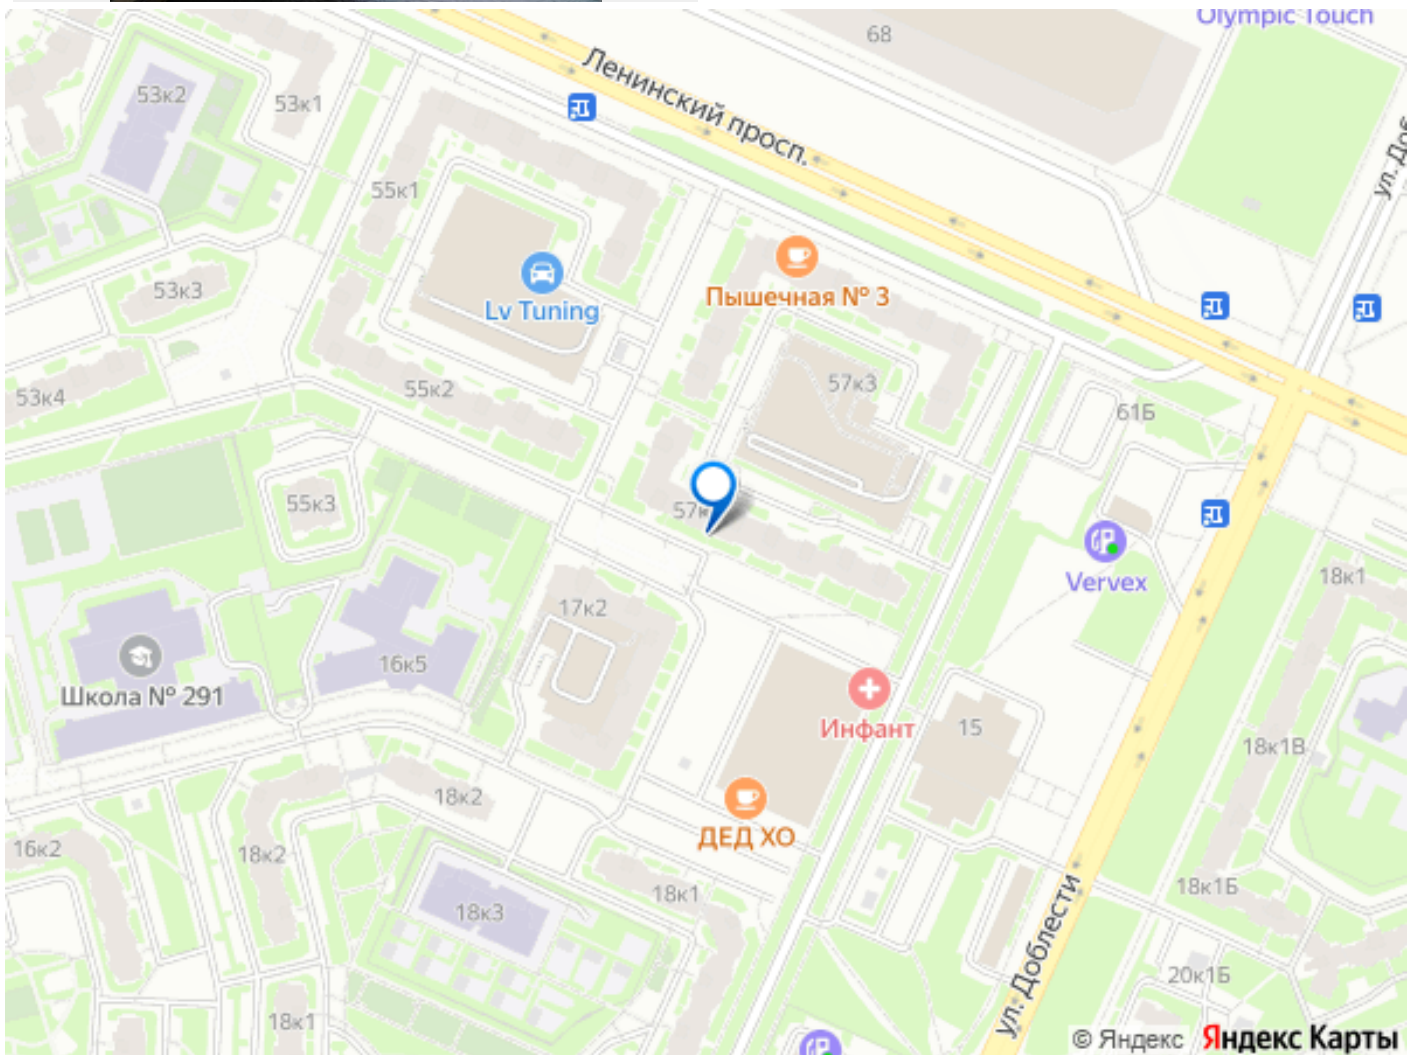 Olympic Touch
68
Ленинский просп.
53к2
53к1
ул. Доб
55к1
53к3
Lv Tuning
Пышечная № 3
53к4
55к2
57к3
61Б
55к3
57к
Vervex
18к1
17к2
16к5
Школа № 291
Инфант
15
18к1В
18к2
ДЕД ХО
16к2
18к2
18к3
18к1
18к1Б
ул. Доблести
20к1Б
18к1
© Яндекс Яндекс Карты